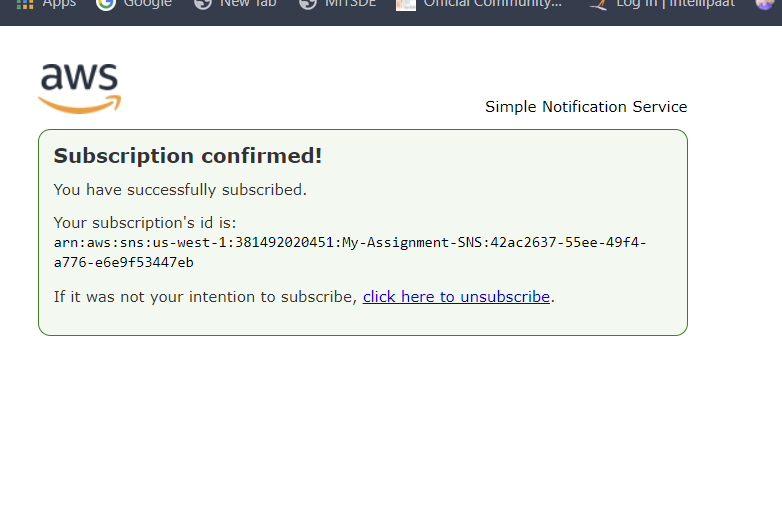 Apps Google New Tab MITSDE Official Community... Log in | Intellipaat
aws
Simple Notification Service
Subscription confirmed!
You have successfully subscribed.
Your subscription's id is:
arn:aws:sns:us-west-1:381492020451:My-Assignment-SNS:42ac2637-55ee-49f4-
a776-e6e9f53447eb
If it was not your intention to subscribe, click here to unsubscribe.